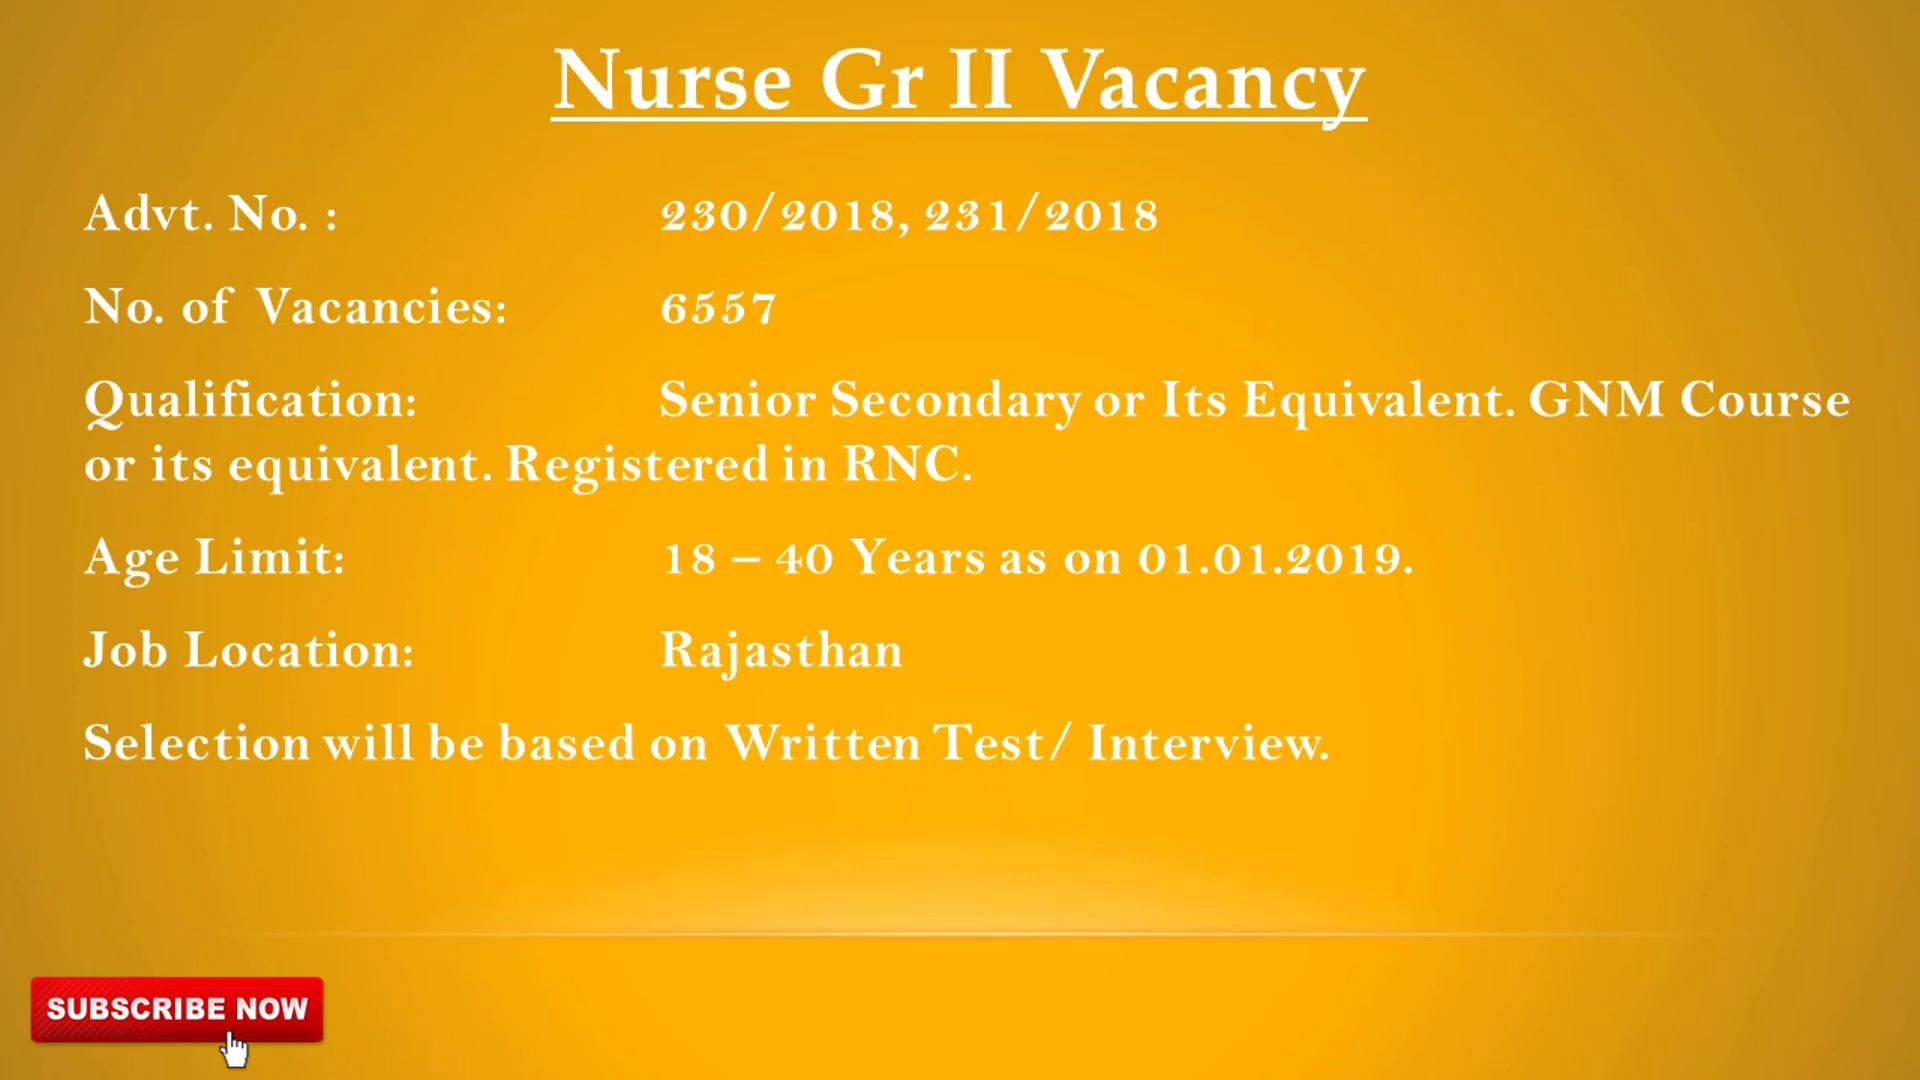 Nurse Gr II Vacancy
Advt. No. : 230/2018, 231/2018
No. of Vacancies: 6557
Qualification: Senior Secondary or Its Equivalent. GNM Course
or its equivalent. Registered in RNC.
Age Limit: 18 – 40 Years as on 01.01.2019.
Job Location: Rajasthan
Selection will be based on Written Test/ Interview.
SUBSCRIBE NOW